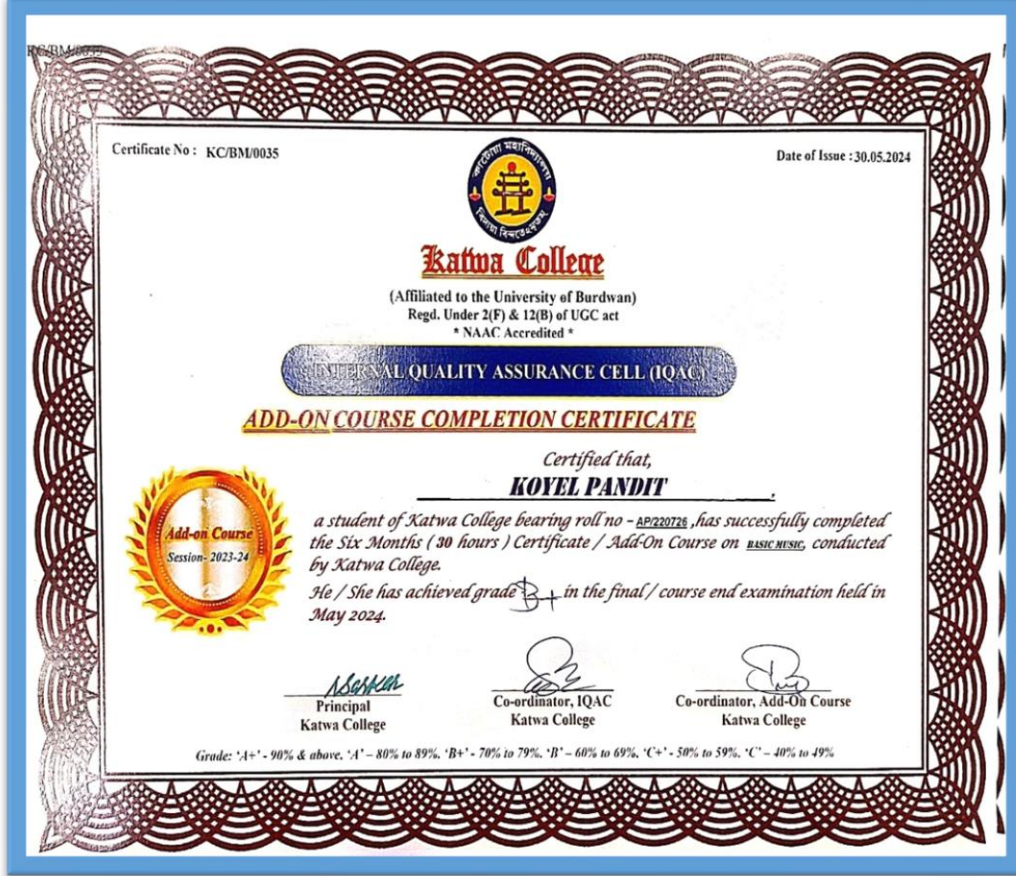 Certificate No : KC/BM/0035
Date of Issue : 30.05.2024
কাটোয়া মহাবিদ্যালয়
বিদ্যয়া বিন্দতেঽমৃতম্
Katwa College
(Affiliated to the University of Burdwan)
Regd. Under 2(F) & 12(B) of UGC act
* NAAC Accredited *
INTERNAL QUALITY ASSURANCE CELL (IQAC)
ADD-ON COURSE COMPLETION CERTIFICATE
Certified that,
KOYEL PANDIT ,
a student of Katwa College bearing roll no - AP/220726 ,has successfully completed
the Six Months ( 30 hours ) Certificate / Add-On Course on BASIC MUSIC, conducted
by Katwa College.
He / She has achieved grade B+ in the final / course end examination held in
May 2024.
Add-on Course
Session- 2023-24
Principal
Katwa College
Co-ordinator, IQAC
Katwa College
Co-ordinator, Add-On Course
Katwa College
Grade: 'A+' - 90% & above, 'A' – 80% to 89%, 'B+' - 70% to 79%, 'B' – 60% to 69%, 'C+' - 50% to 59%, 'C' – 40% to 49%